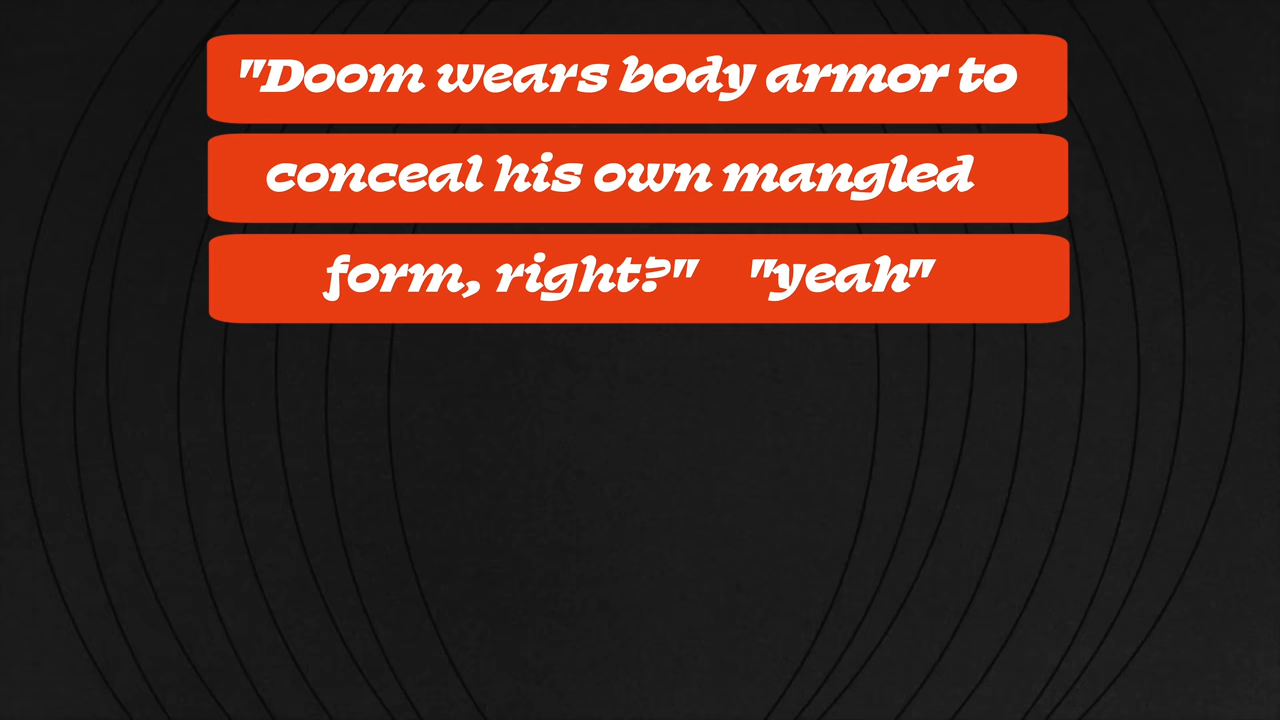 "Doom wears body armor to
conceal his own mangled
form, right?" "yeah"